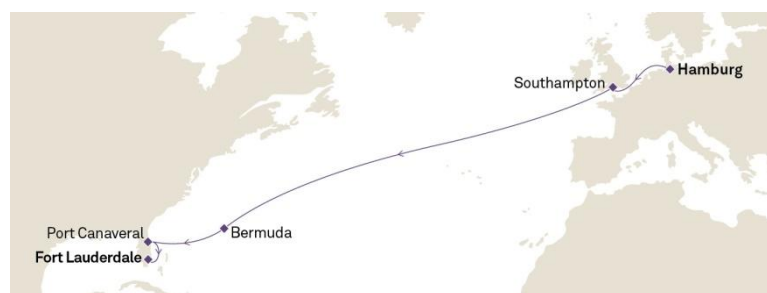 Hamburg
Southampton
Bermuda
Port Canaveral
Fort Lauderdale